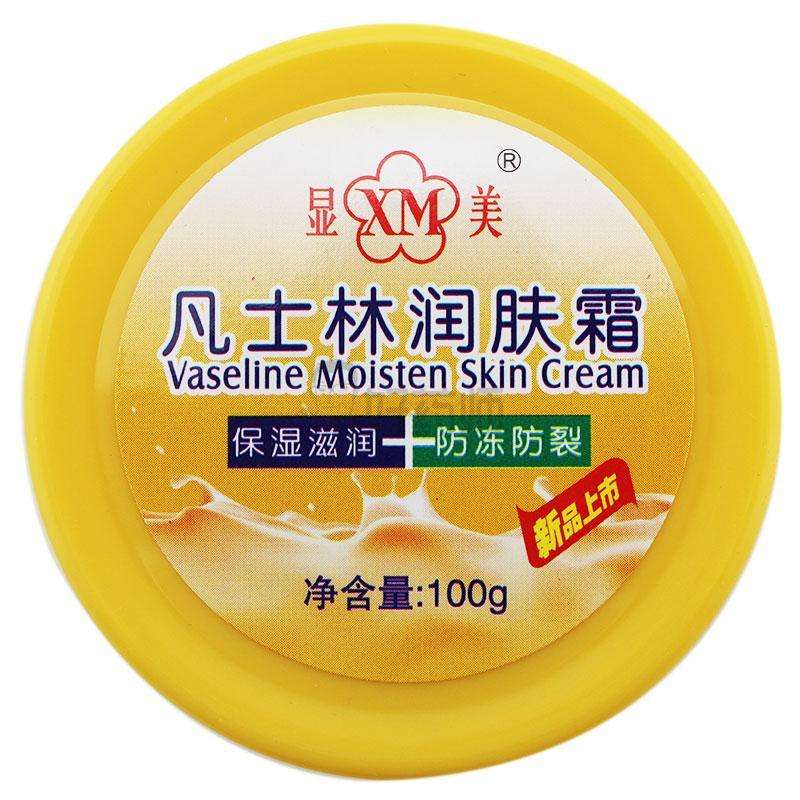 显 XM 美 ®
凡士林润肤霜
Vaseline Moisten Skin Cream
保湿滋润+防冻防裂
新品上市
净含量:100g